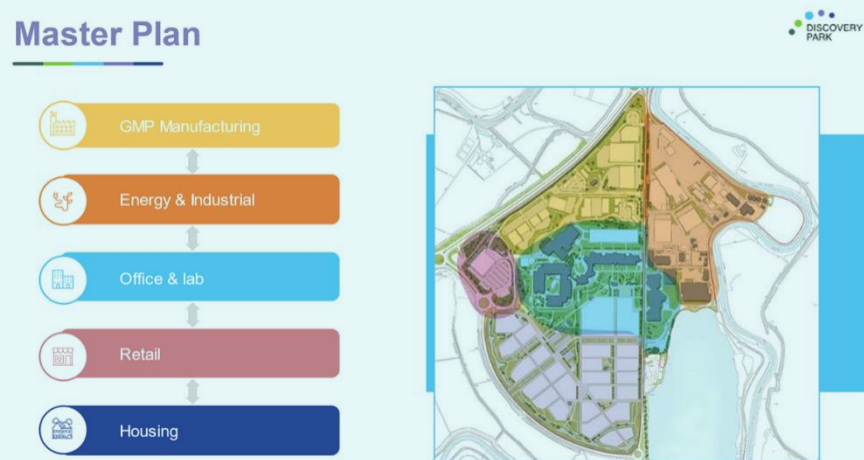 Master Plan
DISCOVERY
PARK
GMP Manufacturing
Energy & Industrial
Office & lab
Retail
Housing